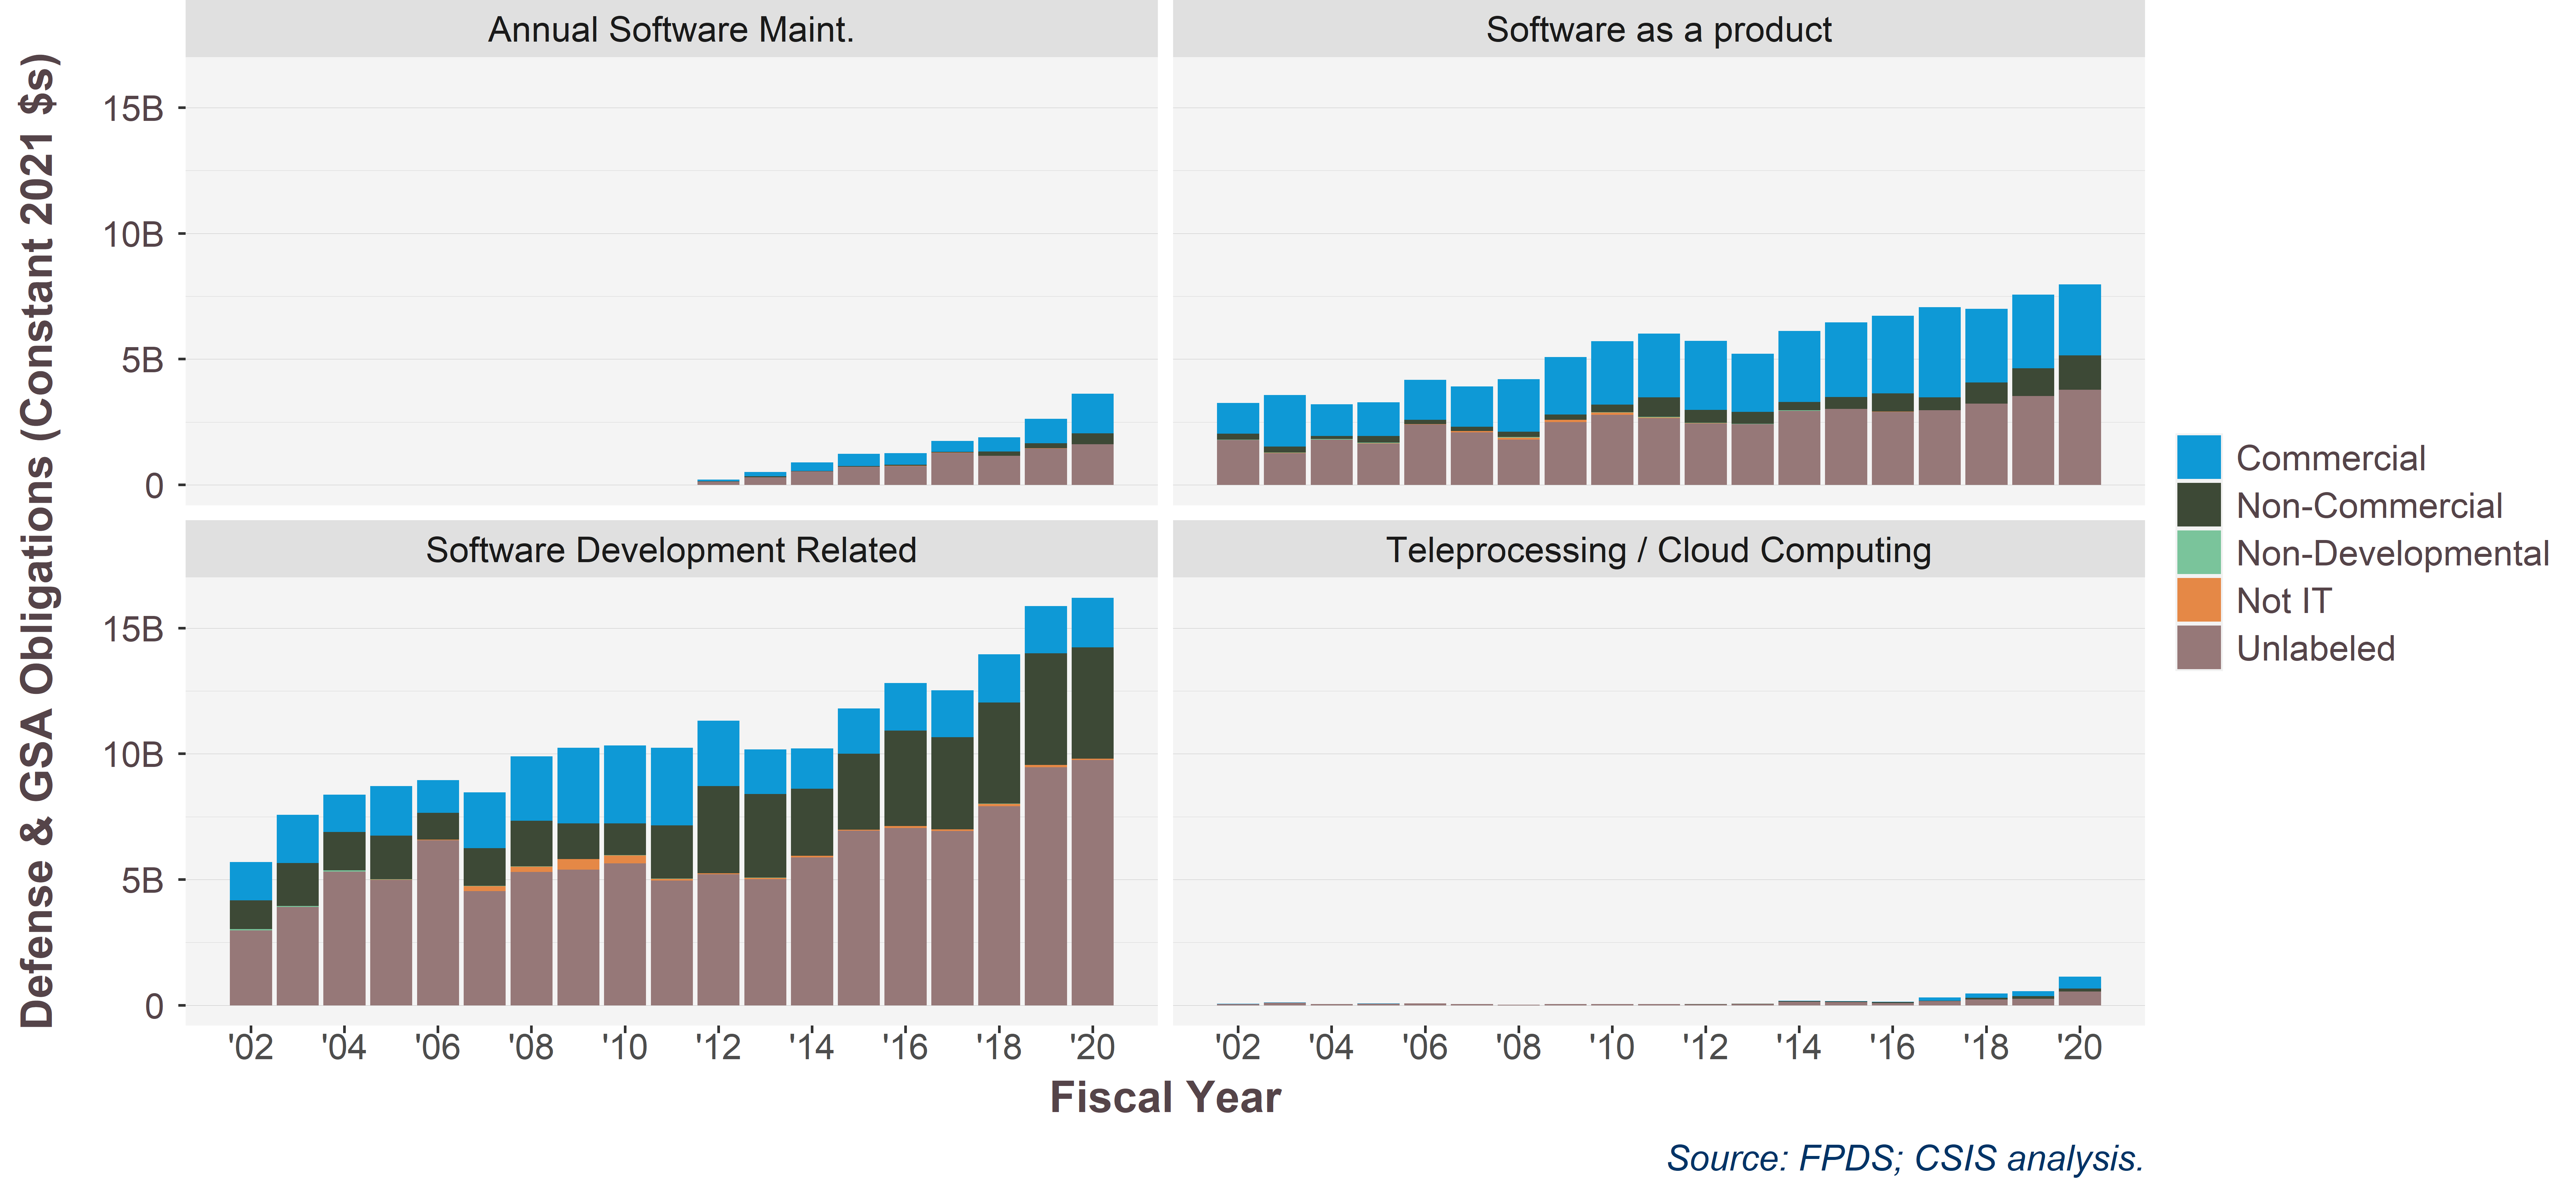 Annual Software Maint.
Software as a product
Defense & GSA Obligations (Constant 2021 $s)
15B
10B
5B
0
Software Development Related
Teleprocessing / Cloud Computing
15B
10B
5B
0
'02 '04 '06 '08 '10 '12 '14 '16 '18 '20
'02 '04 '06 '08 '10 '12 '14 '16 '18 '20
Fiscal Year
Commercial
Non-Commercial
Non-Developmental
Not IT
Unlabeled
Source: FPDS; CSIS analysis.